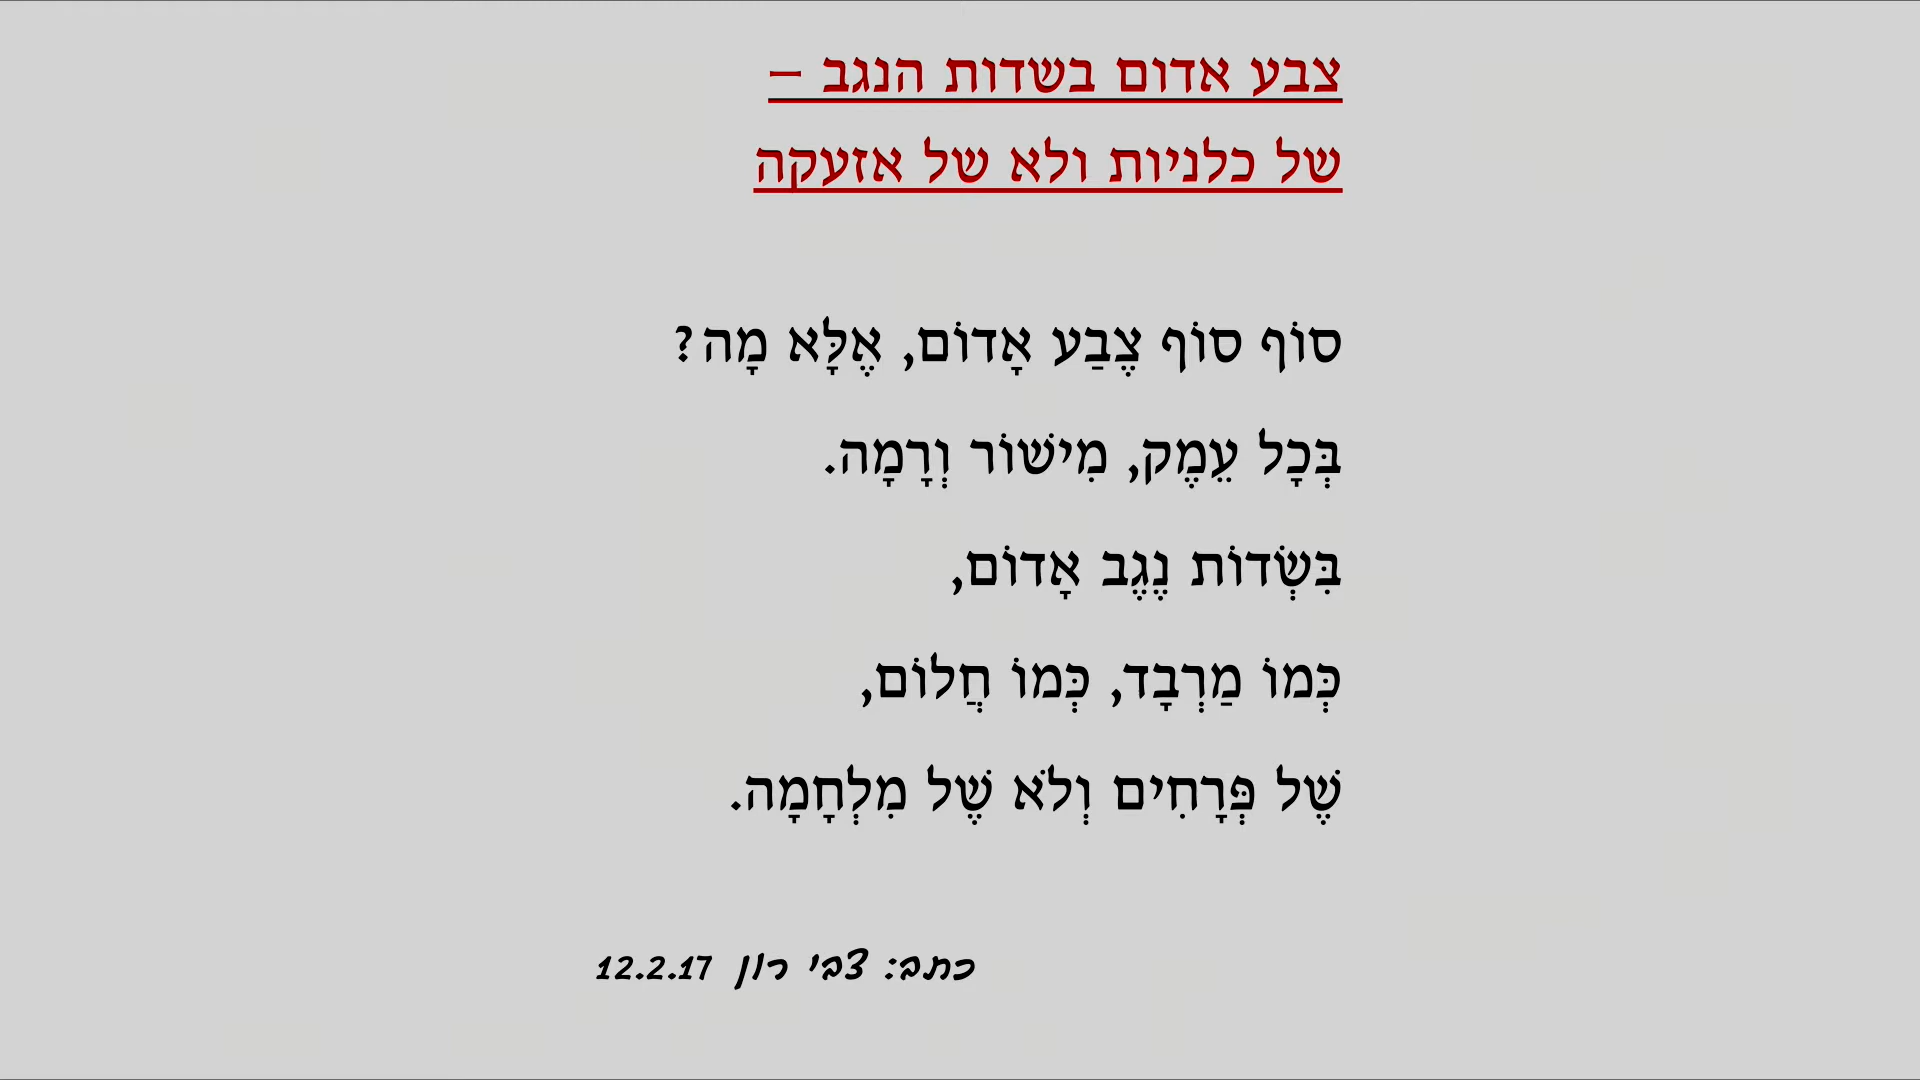 צבע אדום בשדות הנגב –
של כלניות ולא של אזעקה
סוֹף סוֹף צֶבַע אָדוֹם, אֶלָּא מָה?
בְּכָל עֵמֶק, מִישׁוֹר וְרָמָה.
בִּשְׂדוֹת נֶגֶב אָדוֹם,
כְּמוֹ מַרְבָד, כְּמוֹ חֲלוֹם,
שֶׁל פְּרָחִים וְלֹא שֶׁל מִלְחָמָה.
כתב: צבי רון 12.2.17